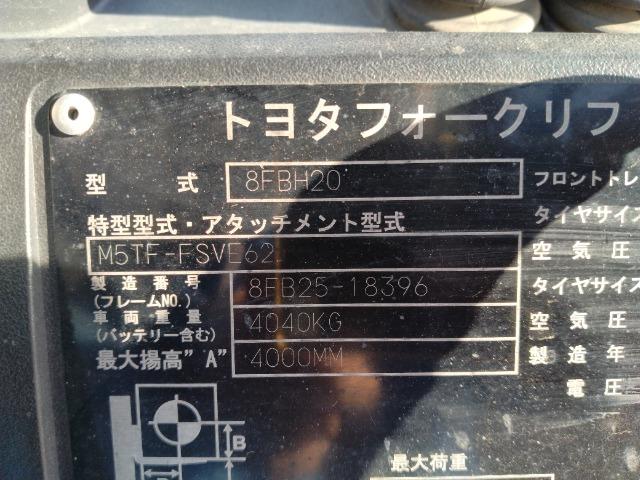 トヨタフォークリフ
型 式 8FBH20 フロントトレ
特型型式・アタッチメント型式 タイヤサイズ
M5TF-FSVE62 空気圧
製造番号 (フレームNO.) 8FB25-18396 タイヤサイズ
車両重量 (バッテリー含む) 4040KG 空気圧
最大揚高"A" 4000MM 製造年
電圧
B
最大荷重